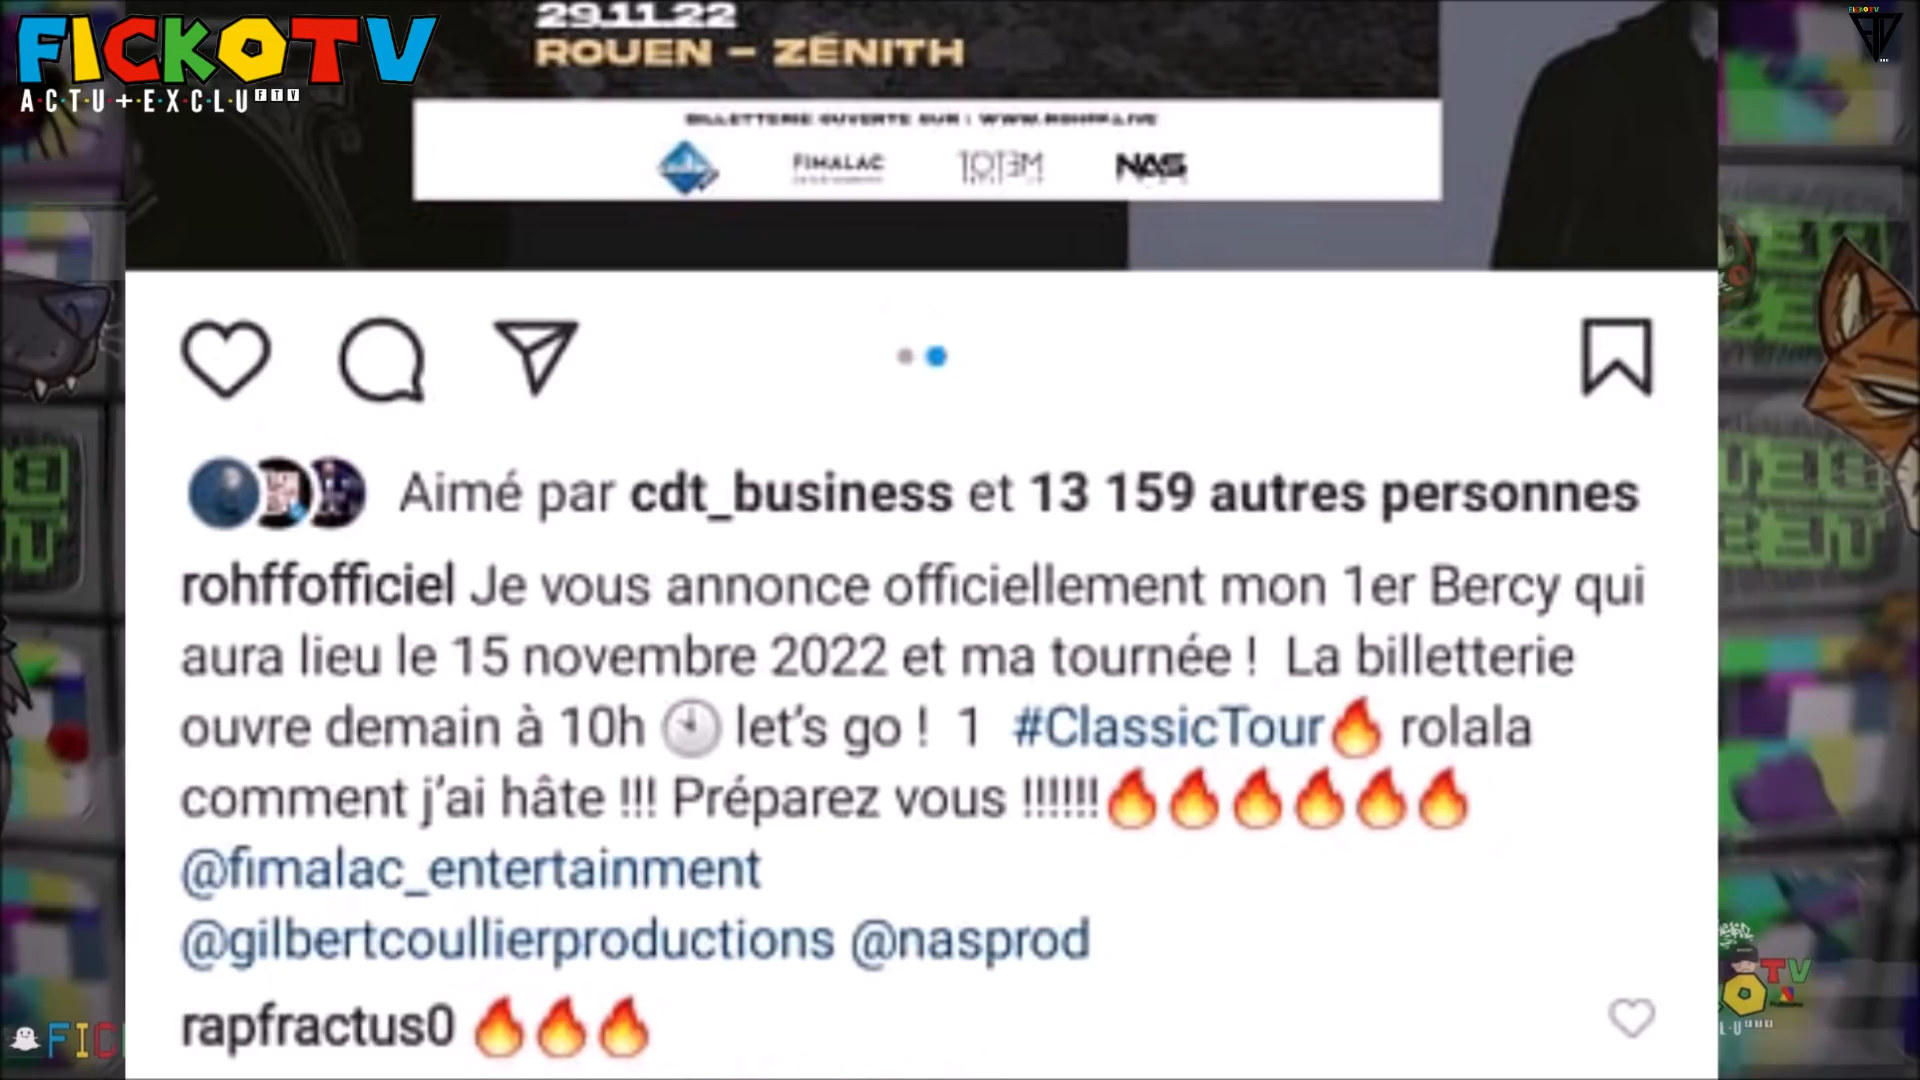 FICKOTV
ACTU+EXCLU FTV
29.11.22
ROUEN - ZÉNITH
BILLETTERIE OUVERTE SUR : WWW.ROHFF.LIVE
FIMALAC
TOTEM
NAS
Aimé par cdt_business et 13 159 autres personnes
rohffofficiel Je vous annonce officiellement mon 1er Bercy qui
aura lieu le 15 novembre 2022 et ma tournée ! La billetterie
ouvre demain à 10h 🕙 let's go ! 1 #ClassicTour🔥 rolala
comment j'ai hâte !!! Préparez vous !!!!!!🔥🔥🔥🔥🔥🔥
@fimalac_entertainment
@gilbertcoullierproductions @nasprod
rapfractus0 🔥🔥🔥
FIC
TV